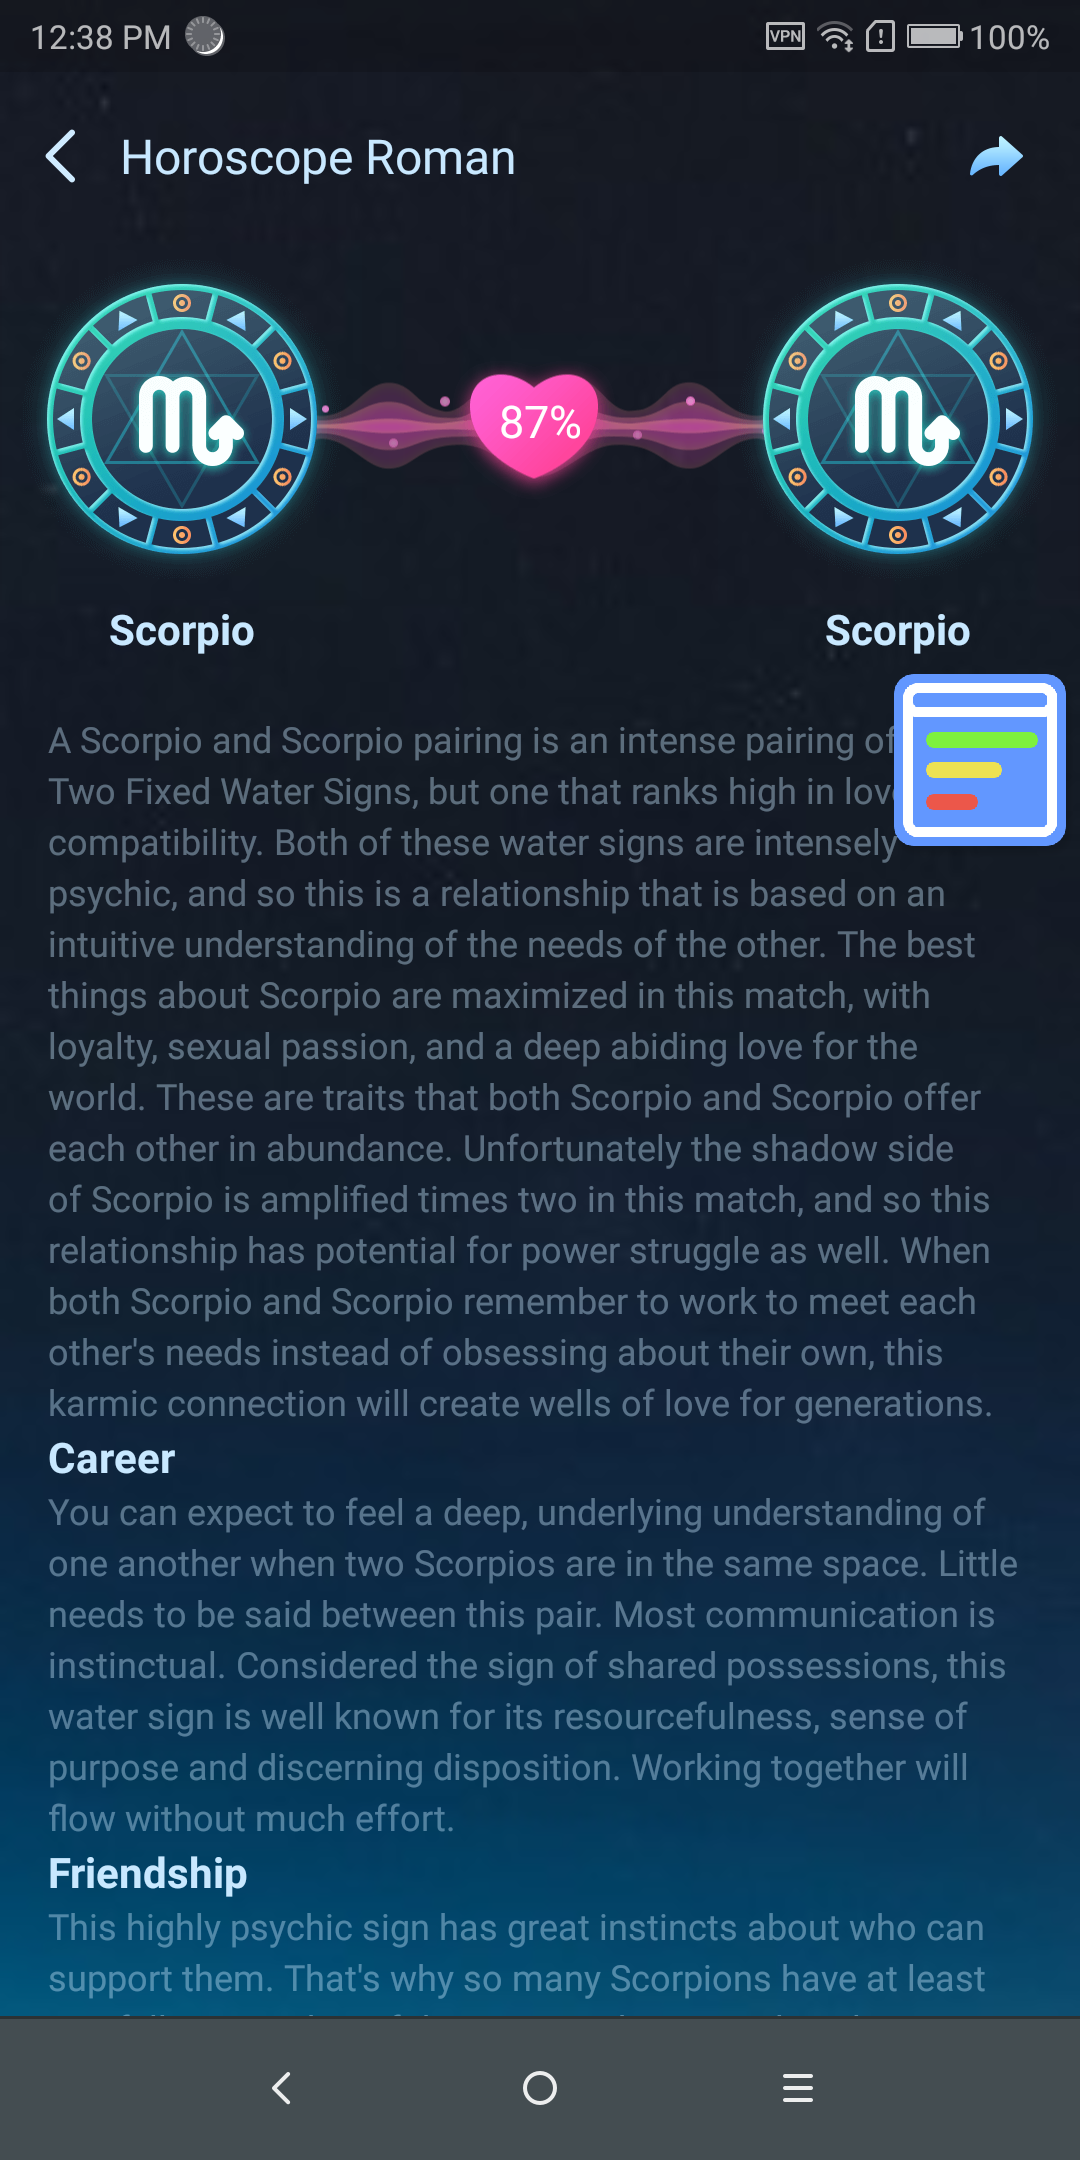 12:38 PM VPN 100%
Horoscope Roman
87%
Scorpio Scorpio
A Scorpio and Scorpio pairing is an intense pairing of
Two Fixed Water Signs, but one that ranks high in love
compatibility. Both of these water signs are intensely
psychic, and so this is a relationship that is based on an
intuitive understanding of the needs of the other. The best
things about Scorpio are maximized in this match, with
loyalty, sexual passion, and a deep abiding love for the
world. These are traits that both Scorpio and Scorpio offer
each other in abundance. Unfortunately the shadow side
of Scorpio is amplified times two in this match, and so this
relationship has potential for power struggle as well. When
both Scorpio and Scorpio remember to work to meet each
other's needs instead of obsessing about their own, this
karmic connection will create wells of love for generations.
Career
You can expect to feel a deep, underlying understanding of
one another when two Scorpios are in the same space. Little
needs to be said between this pair. Most communication is
instinctual. Considered the sign of shared possessions, this
water sign is well known for its resourcefulness, sense of
purpose and discerning disposition. Working together will
flow without much effort.
Friendship
This highly psychic sign has great instincts about who can
support them. That's why so many Scorpions have at least